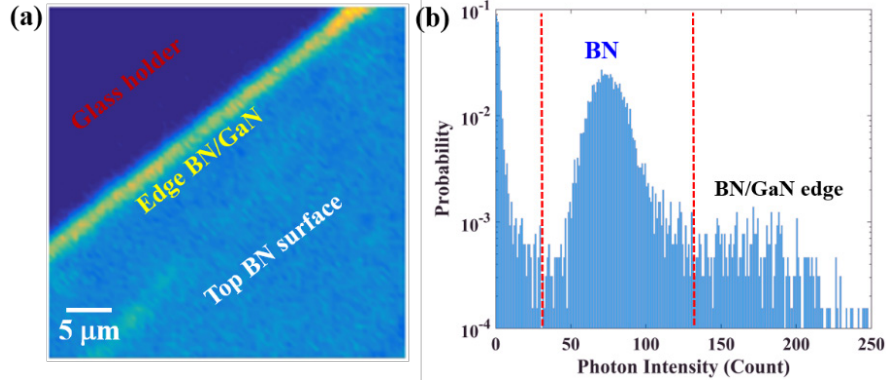 (a)
Glass holder
Edge BN/GaN
Top BN surface
5 μm
(b)
10⁻¹
10⁻²
10⁻³
10⁻⁴
Probability
BN
BN/GaN edge
0 50 100 150 200 250
Photon Intensity (Count)